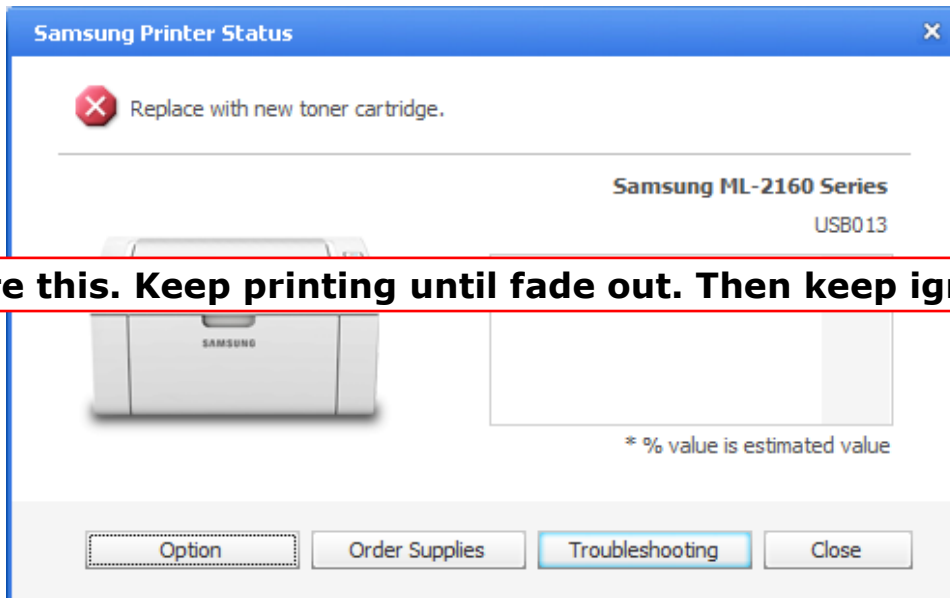 Samsung Printer Status
Replace with new toner cartridge.
Samsung ML-2160 Series
USB013
this. Keep printing until fade out. Then keep
SAMSUNG
* % value is estimated value
Option Order Supplies Troubleshooting Close